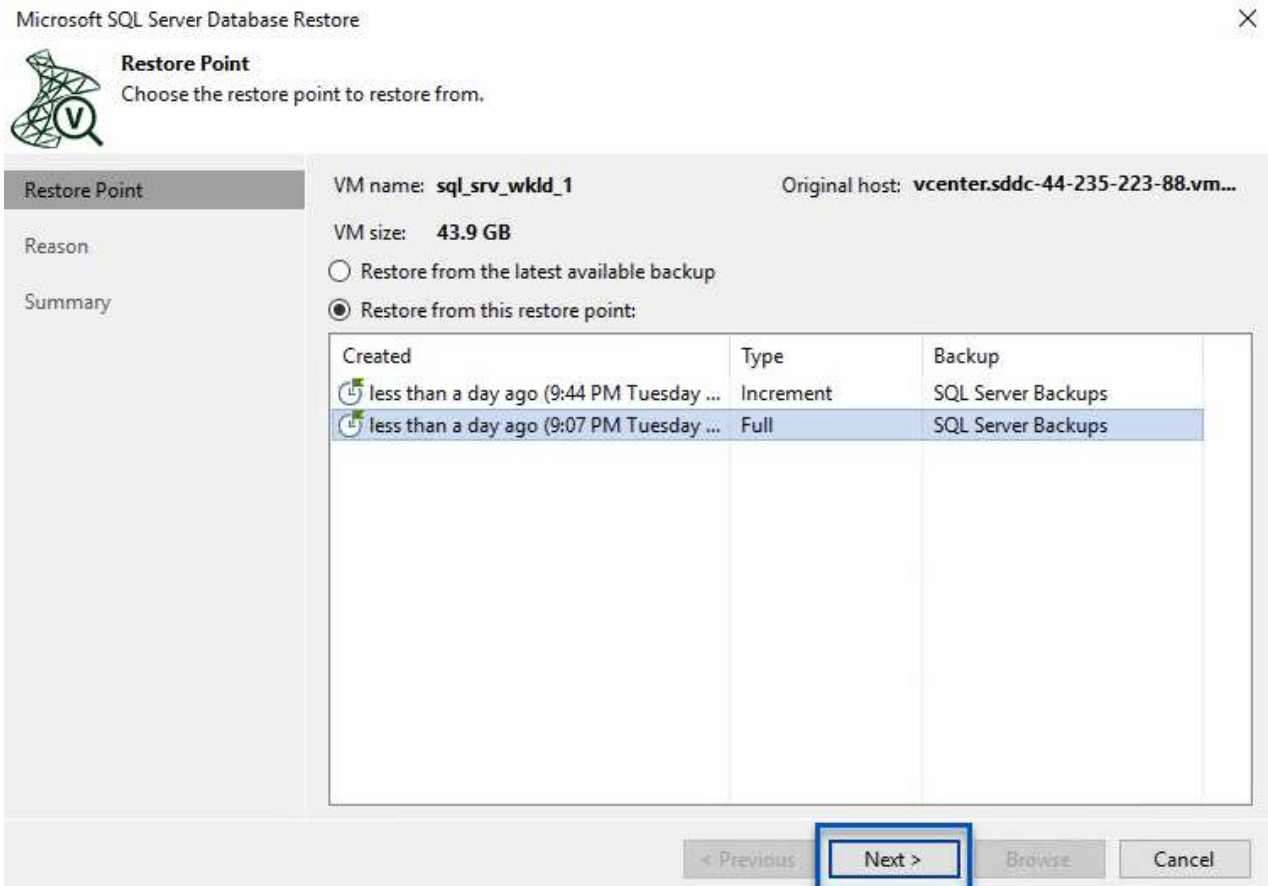 Microsoft SQL Server Database Restore
Restore Point
Choose the restore point to restore from.
V
Restore Point
Reason
Summary
VM name: sql_srv_wkld_1 Original host: vcenter.sddc-44-235-223-88.vm...
VM size: 43.9 GB
Restore from the latest available backup
Restore from this restore point:
Created Type Backup
less than a day ago (9:44 PM Tuesday ... Increment SQL Server Backups
less than a day ago (9:07 PM Tuesday ... Full SQL Server Backups
< Previous Next > Browse Cancel